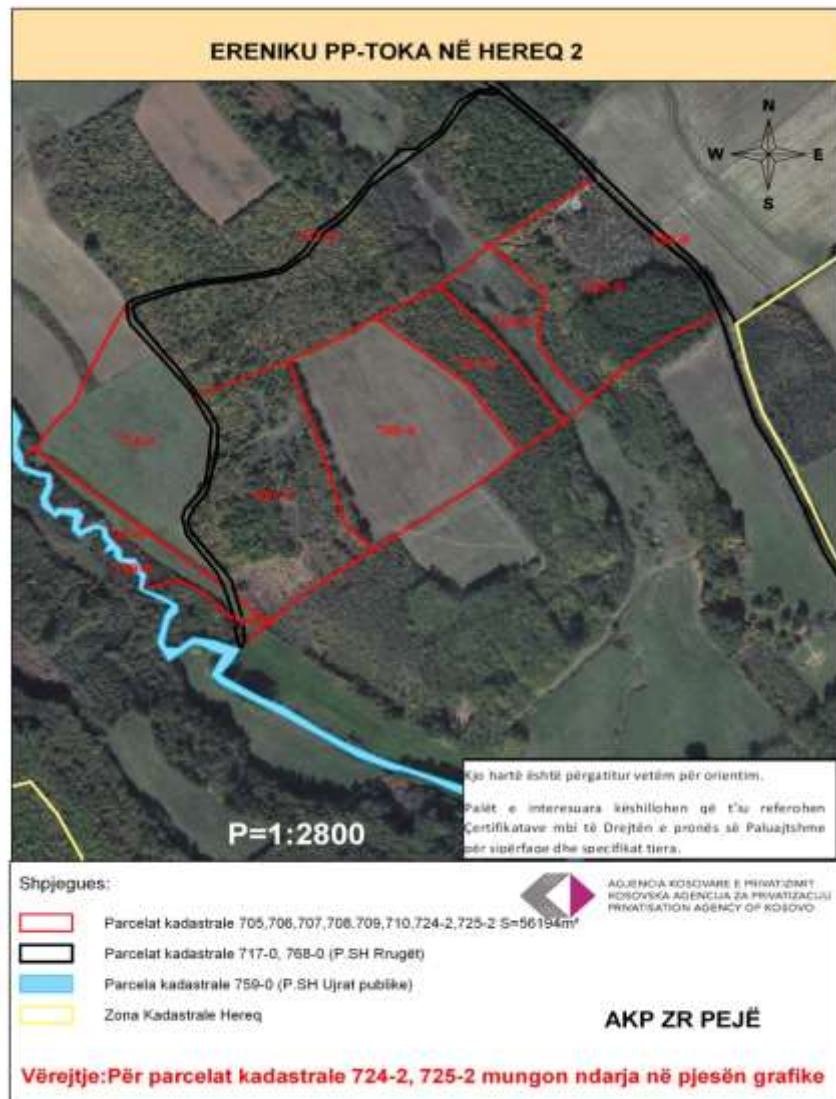 ERENIKU PP-TOKA NË HEREQ 2
N
W E
S
Kjo hartë është përgatitur vetëm për orientim.
Palët e interesuara këshillohen që t'iu referohen
Çertifikatave mbi të Drejtën e pronës së Paluajtshme
për sipërfaqe dhe specifikat tjera.
P=1:2800
Shpjegues:
AGJENCIA KOSOVARE E PRIVATIZIMIT
KOSOVSKA AGENCIJA ZA PRIVATIZACIJU
PRIVATISATION AGENCY OF KOSOVO
Parcelat kadastrale 705,706,707,708,709,710,724-2,725-2 S=56194m²
Parcelat kadastrale 717-0, 768-0 (P.SH Rrugët)
Parcela kadastrale 759-0 (P.SH Ujrat publike)
Zona Kadastrale Hereq
AKP ZR PEJË
Vërejtje:Për parcelat kadastrale 724-2, 725-2 mungon ndarja në pjesën grafike